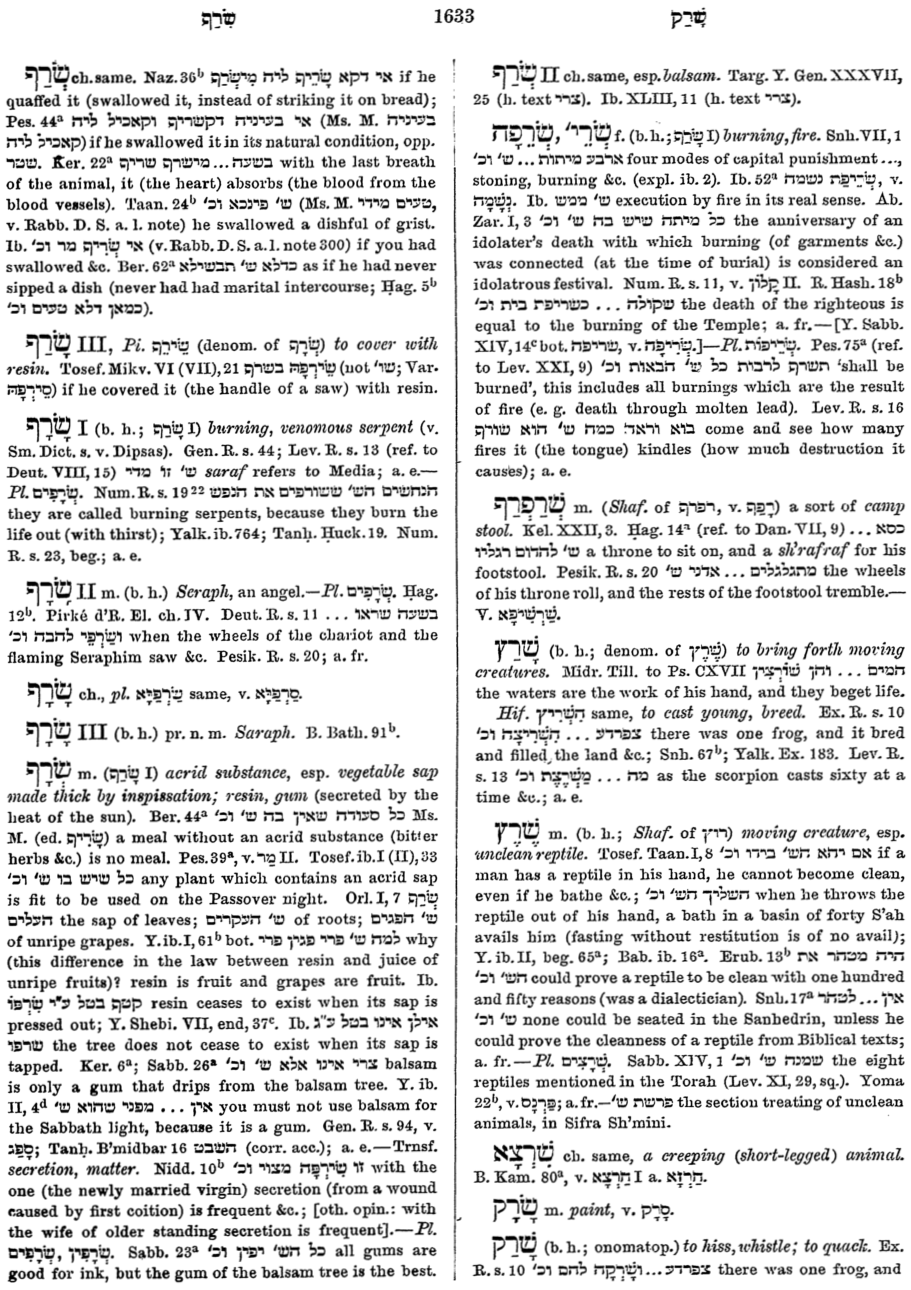 שׂרף
1633
שׁרק
שְׂרַף ch.same. Naz.36ᵇ אי דקא שָׂרֵיף ליה מִישְׂרַף if he
quaffed it (swallowed it, instead of striking it on bread);
Pes. 44ᵃ אי בעיניה דקשריף וקאכיל ליה (Ms. M. בעיניה
קאכיל ליה) if he swallowed it in its natural condition, opp.
שטר. Ker. 22ᵃ בשעה...מישרף שריף with the last breath
of the animal, it (the heart) absorbs (the blood from the
blood vessels). Taan. 24ᵇ ש׳ פינכא וכ׳ (Ms. M. טעים מידי,
v. Rabb. D. S. a. l. note) he swallowed a dishful of grist.
Ib. אי שָׂרֵיף מר וכ׳ (v. Rabb. D. S. a. l. note 300) if you had
swallowed &c. Ber. 62ᵃ כדלא ש׳ תבשילא as if he had never
sipped a dish (never had had marital intercourse; Ḥag. 5ᵇ
כמאן דלא טעים וכ׳).
שָׂרַף III, Pi. שֵׂירַף (denom. of שְׂרָף) to cover with
resin. Tosef. Mikv. VI (VII), 21 שֵׂירְפָהּ בשרף (not שו׳; Var.
סֵירְפָהּ) if he covered it (the handle of a saw) with resin.
שָׂרָף I (b. h.; שָׂרַף I) burning, venomous serpent (v.
Sm. Dict. s. v. Dipsas). Gen. R. s. 44; Lev. R. s. 13 (ref. to
Deut. VIII, 15) ש׳ זו מדי saraf refers to Media; a. e.—
Pl. שְׂרָפִים. Num. R. s. 19²² הנחשים הש׳ ששורפים את הנפש
they are called burning serpents, because they burn the
life out (with thirst); Yalk. ib. 764; Tanḥ. Ḥuck. 19. Num.
R. s. 23, beg.; a. e.
שָׂרָף II m. (b. h.) Seraph, an angel.—Pl. שְׂרָפִים. Ḥag.
12ᵇ. Pirké d'R. El. ch. IV. Deut. R. s. 11 בשעה שראו ...
ושַׂרְפֵי להבה וכ׳ when the wheels of the chariot and the
flaming Seraphim saw &c. Pesik. R. s. 20; a. fr.
שָׂרָף ch., pl. שַׂרְפַיָּא same, v. סַרְפַיָּא.
שָׂרָף III (b. h.) pr. n. m. Saraph. B. Bath. 91ᵇ.
שְׂרָף m. (שָׂרַף I) acrid substance, esp. vegetable sap
made thick by inspissation; resin, gum (secreted by the
heat of the sun). Ber. 44ᵃ כל סעודה שאין בה ש׳ וכ׳ Ms.
M. (ed. שָׂרִיף) a meal without an acrid substance (bitter
herbs &c.) is no meal. Pes. 39ᵃ, v. מַר II. Tosef. ib. I (II), 33
כל שיש בו ש׳ וכ׳ any plant which contains an acrid sap
is fit to be used on the Passover night. Orl. I, 7 שְׂרָף
העלים the sap of leaves; ש׳ העקרים of roots; ש׳ הפגים
of unripe grapes. Y. ib. I, 61ᵇ bot. למה ש׳ פרי פגין פרי why
(this difference in the law between resin and juice of
unripe fruits)? resin is fruit and grapes are fruit. Ib.
קטף בטל ע״י שְׂרָפוֹ resin ceases to exist when its sap is
pressed out; Y. Shebi. VII, end, 37ᶜ. Ib. אילן אינו בטל ע״ג
שרפו the tree does not cease to exist when its sap is
tapped. Ker. 6ᵃ; Sabb. 26ᵃ צרי אינו אלא ש׳ וכ׳ balsam
is only a gum that drips from the balsam tree. Y. ib.
II, 4ᵈ אין ... מפני שהוא ש׳ you must not use balsam for
the Sabbath light, because it is a gum. Gen. R. s. 94, v.
סְפַג; Tanḥ. B'midbar 16 השבט (corr. acc.); a. e.—Trnsf.
secretion, matter. Nidd. 10ᵇ זו שֵׂירְפָהּ מצוי וכ׳ with the
one (the newly married virgin) secretion (from a wound
caused by first coition) is frequent &c.; [oth. opin.: with
the wife of older standing secretion is frequent].—Pl.
שְׂרָפִין, שְׂרָפִים. Sabb. 23ᵃ כל הש׳ יפין וכ׳ all gums are
good for ink, but the gum of the balsam tree is the best.
שְׂרַף II ch. same, esp. balsam. Targ. Y. Gen. XXXVII,
25 (h. text צרי). Ib. XLIII, 11 (h. text צרי).
שְׂרֵפָה, שְׂרֵי׳ f. (b. h.; שָׂרַף I) burning, fire. Snh. VII, 1
ארבע מיתות ... ש׳ וכ׳ four modes of capital punishment ...,
stoning, burning &c. (expl. ib. 2). Ib. 52ᵃ שְׂרֵיפַת נשמה, v.
נְשָׁמָה. Ib. ש׳ ממש execution by fire in its real sense. Ab.
Zar. I, 3 כל מיתה שיש בה ש׳ וכ׳ the anniversary of an
idolater's death with which burning (of garments &c.)
was connected (at the time of burial) is considered an
idolatrous festival. Num. R. s. 11, v. קָלוֹן II. R. Hash. 18ᵇ
שקולה ... כשריפת בית וכ׳ the death of the righteous is
equal to the burning of the Temple; a. fr.—[Y. Sabb.
XIV, 14ᶜ bot. שריפה, v. שְׂרִיפָה.]—Pl. שְׂרֵיפוֹת. Pes. 75ᵃ (ref.
to Lev. XXI, 9) תשרף לרבות כל ש׳ הבאות וכ׳ 'shall be
burned', this includes all burnings which are the result
of fire (e. g. death through molten lead). Lev. R. s. 16
בוא וראה כמה ש׳ הוא שורף come and see how many
fires it (the tongue) kindles (how much destruction it
causes); a. e.
שְׁרַפְרַף m. (Shaf. of רפרף, v. רָפַף) a sort of camp
stool. Kel. XXII, 3. Ḥag. 14ᵃ (ref. to Dan. VII, 9) כסא ...
ש׳ להדום רגליו a throne to sit on, and a sh'rafraf for his
footstool. Pesik. R. s. 20 מתגלגלים ... אדני ש׳ the wheels
of his throne roll, and the rests of the footstool tremble.—
V. שְׁרְשִׁיפָא.
שָׁרַץ (b. h.; denom. of שֶׁרֶץ) to bring forth moving
creatures. Midr. Till. to Ps. CXVII המים ... והן שׁוֹרְצִין
the waters are the work of his hand, and they beget life.
Hif. הִשְׁרִיץ same, to cast young, breed. Ex. R. s. 10
צפרדע ... הִשְׁרִיצָה וכ׳ there was one frog, and it bred
and filled the land &c.; Snh. 67ᵇ; Yalk. Ex. 183. Lev. R.
s. 13 מה ... מַשְׁרֶצֶת וכ׳ as the scorpion casts sixty at a
time &c.; a. e.
שֶׁרֶץ m. (b. h.; Shaf. of רוץ) moving creature, esp.
unclean reptile. Tosef. Taan. I, 8 אם יהא הש׳ בידו וכ׳ if a
man has a reptile in his hand, he cannot become clean,
even if he bathe &c.; השליך הש׳ וכ׳ when he throws the
reptile out of his hand, a bath in a basin of forty S'ah
avails him (fasting without restitution is of no avail);
Y. ib. II, beg. 65ᵃ; Bab. ib. 16ᵃ. Erub. 13ᵇ היה מטהר את
הש׳ וכ׳ could prove a reptile to be clean with one hundred
and fifty reasons (was a dialectician). Snh. 17ᵃ אין ... לטהר
ש׳ וכ׳ none could be seated in the Sanhedrin, unless he
could prove the cleanness of a reptile from Biblical texts;
a. fr.—Pl. שְׁרָצִים. Sabb. XIV, 1 שמנה ש׳ וכ׳ the eight
reptiles mentioned in the Torah (Lev. XI, 29, sq.). Yoma
22ᵇ, v. פַּרְנָס; a. fr.—פרשת ש׳ the section treating of unclean
animals, in Sifra Sh'mini.
שִׁרְצָא ch. same, a creeping (short-legged) animal.
B. Kam. 80ᵃ, v. חַרְצָא I a. חַרְזָא.
שָׂרָק m. paint, v. סָרָק.
שָׁרַק (b. h.; onomatop.) to hiss, whistle; to quack. Ex.
R. s. 10 צפרדע ... ושָׁרְקָה להם וכ׳ there was one frog, and